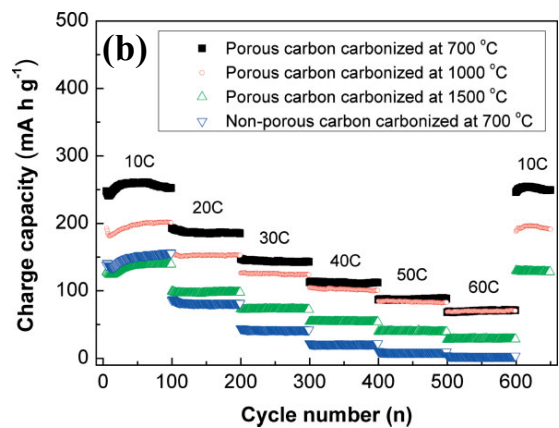 (b)
Porous carbon carbonized at 700 °C
Porous carbon carbonized at 1000 °C
Porous carbon carbonized at 1500 °C
Non-porous carbon carbonized at 700 °C
Charge capacity (mA h g⁻¹)
500
400
300
200
100
0
10C
20C
30C
40C
50C
60C
10C
0 100 200 300 400 500 600
Cycle number (n)